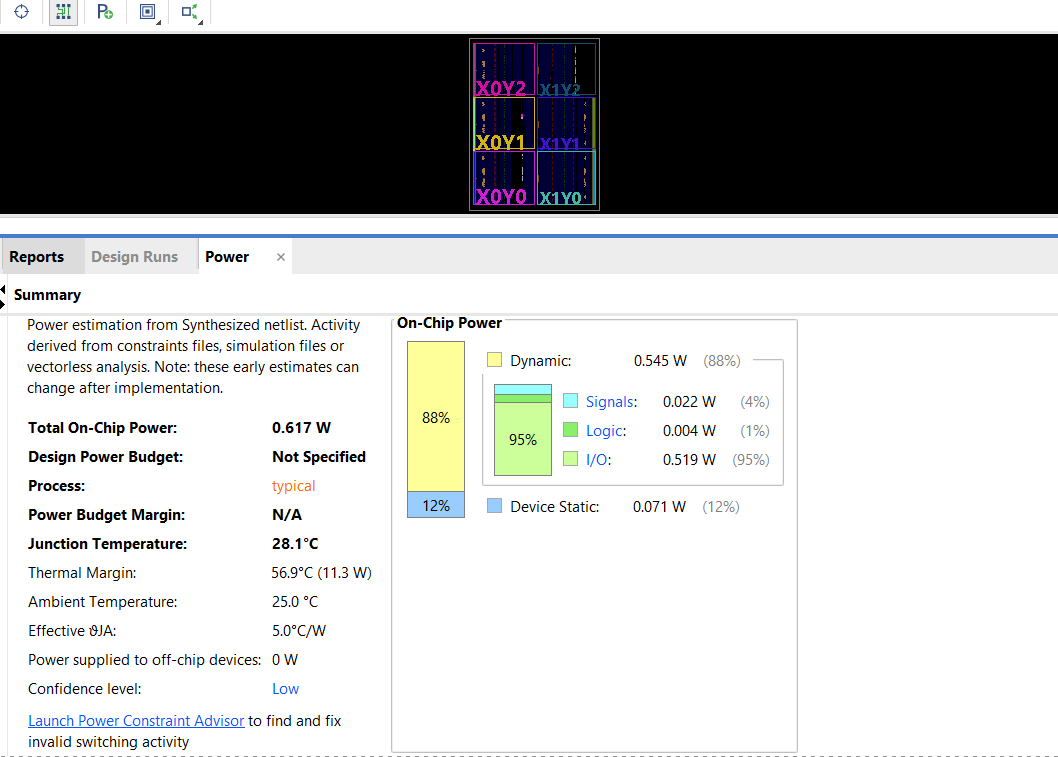 X0Y2 X1Y2
X0Y1 X1Y1
X0Y0 X1Y0
Reports Design Runs Power ×
Summary
Power estimation from Synthesized netlist. Activity
derived from constraints files, simulation files or
vectorless analysis. Note: these early estimates can
change after implementation.
Total On-Chip Power: 0.617 W
Design Power Budget: Not Specified
Process: typical
Power Budget Margin: N/A
Junction Temperature: 28.1°C
Thermal Margin: 56.9°C (11.3 W)
Ambient Temperature: 25.0 °C
Effective ϑJA: 5.0°C/W
Power supplied to off-chip devices: 0 W
Confidence level: Low
Launch Power Constraint Advisor to find and fix
invalid switching activity
On-Chip Power
88%
12%
Dynamic: 0.545 W (88%)
95%
Signals: 0.022 W (4%)
Logic: 0.004 W (1%)
I/O: 0.519 W (95%)
Device Static: 0.071 W (12%)